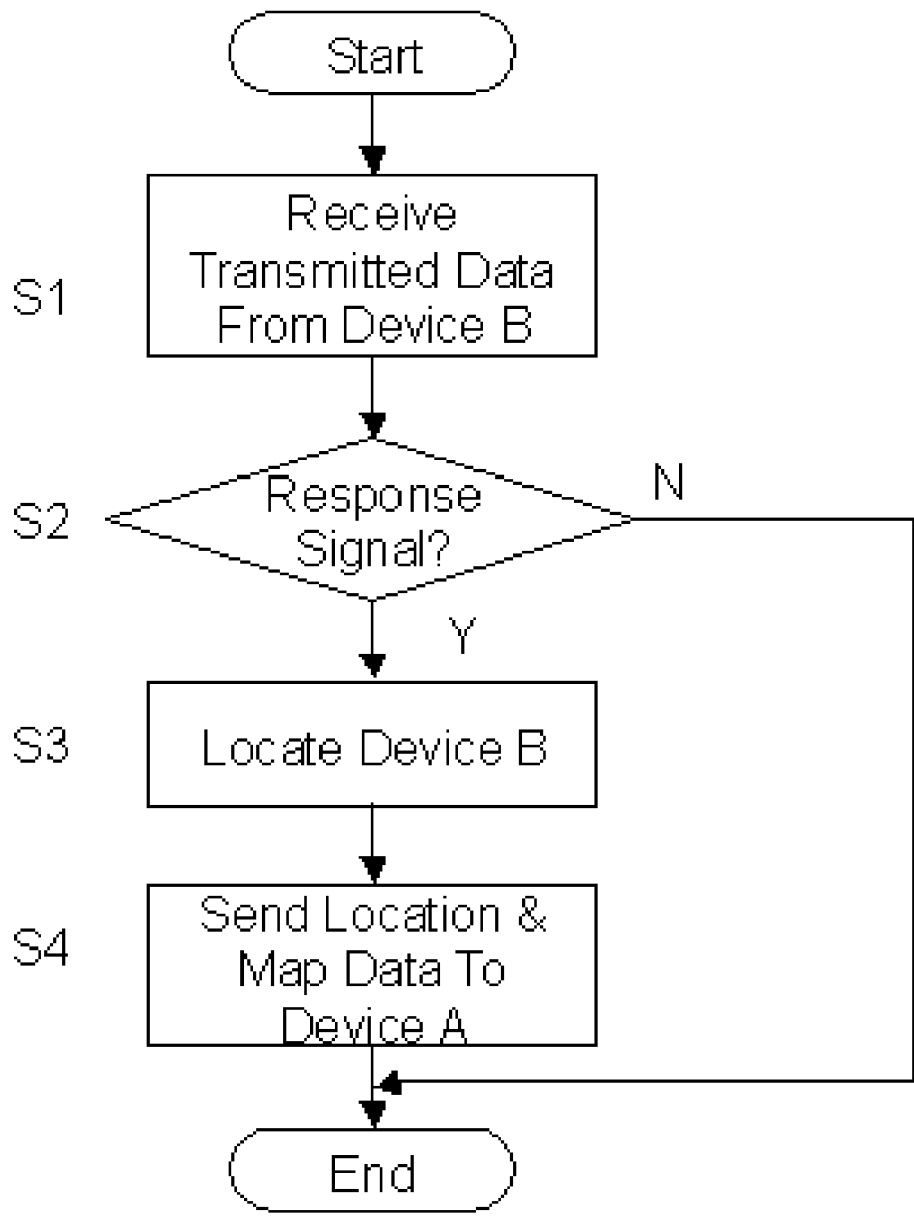 Start
S1
Receive
Transmitted Data
From Device B
S2
Response
Signal?
N
Y
S3
Locate Device B
S4
Send Location &
Map Data To
Device A
End